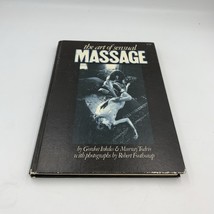 the art of sensual
MASSAGE
by Gordon Inkeles & Murray Todris
with photographs by Robert Foothorap